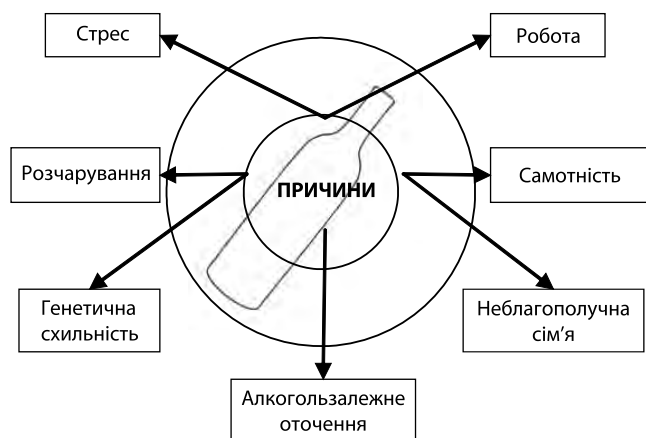 Стрес
Робота
Розчарування
ПРИЧИНИ
Самотність
Генетична
схильність
Неблагополучна
сім’я
Алкогользалежне
оточення